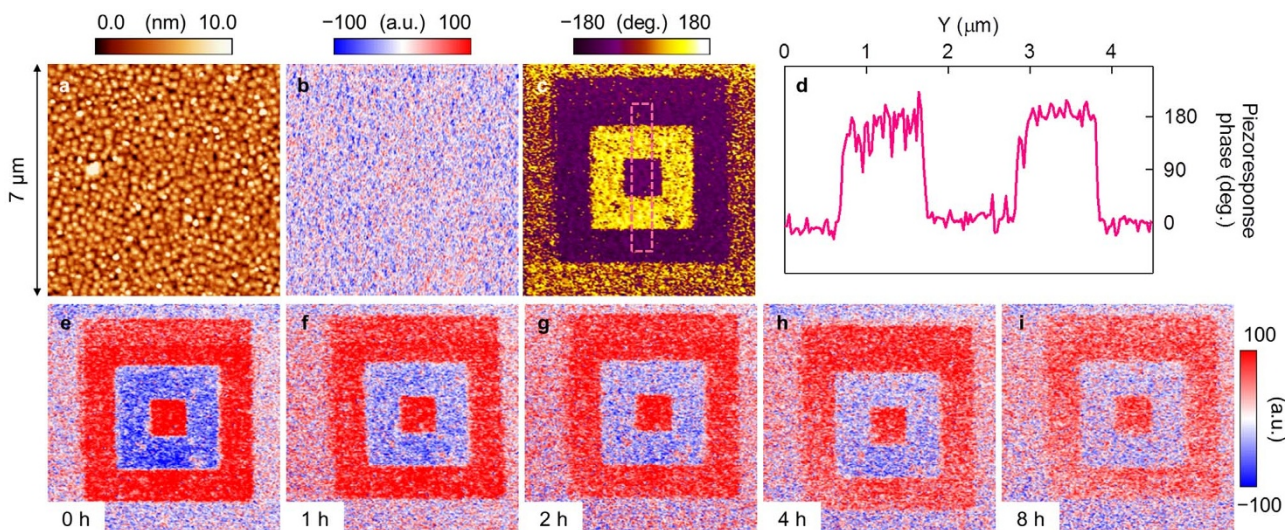 0.0 (nm) 10.0
−100 (a.u.) 100
−180 (deg.) 180
Y (μm)
0 1 2 3 4
7 μm
a
b
c
d
180
90
0
Piezoresponse
phase (deg.)
e
f
g
h
i
0 h
1 h
2 h
4 h
8 h
100
(a.u.)
−100